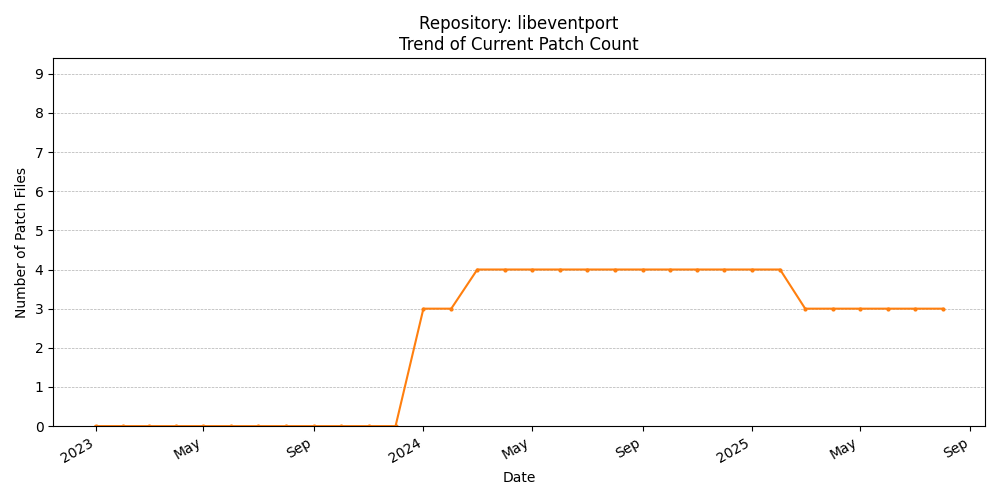 Repository: libeventport
Trend of Current Patch Count
Number of Patch Files
9
8
7
6
5
4
3
2
1
0
2023
May
Sep
2024
May
Sep
2025
May
Sep
Date